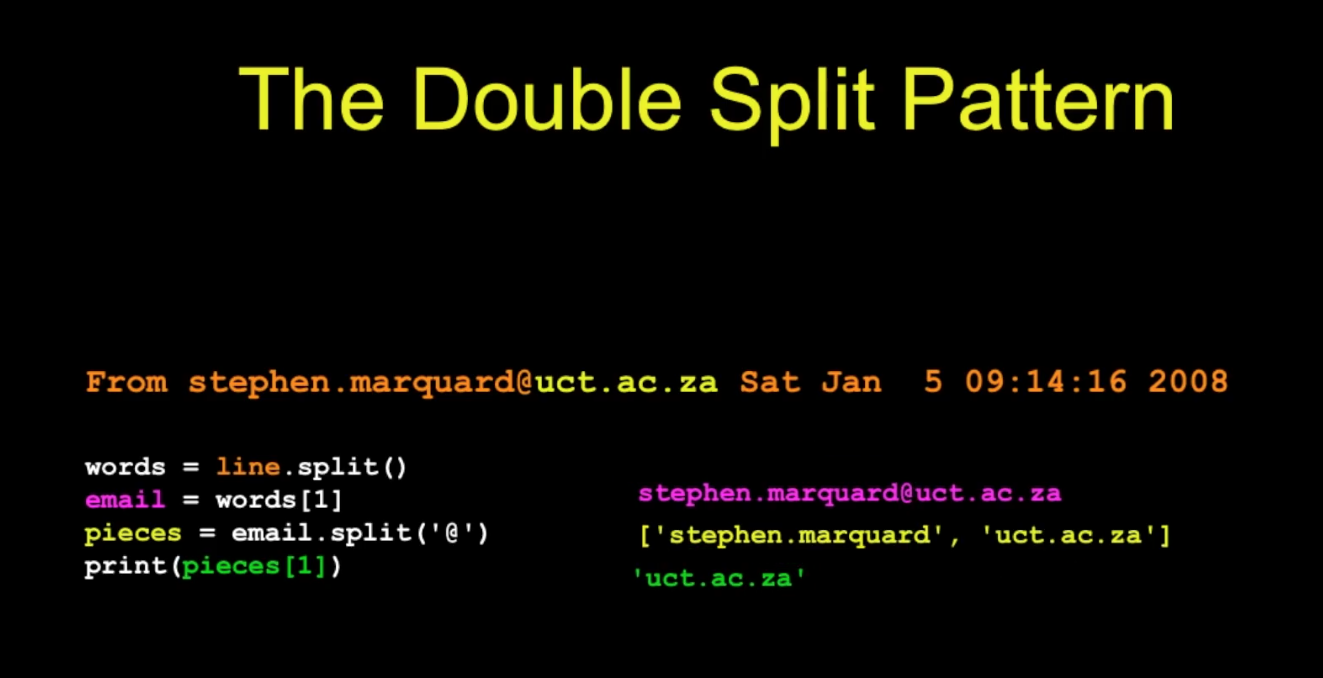 The Double Split Pattern
From stephen.marquard@uct.ac.za Sat Jan  5 09:14:16 2008
words = line.split()
email = words[1]
pieces = email.split('@')
print(pieces[1])
stephen.marquard@uct.ac.za
['stephen.marquard', 'uct.ac.za']
'uct.ac.za'